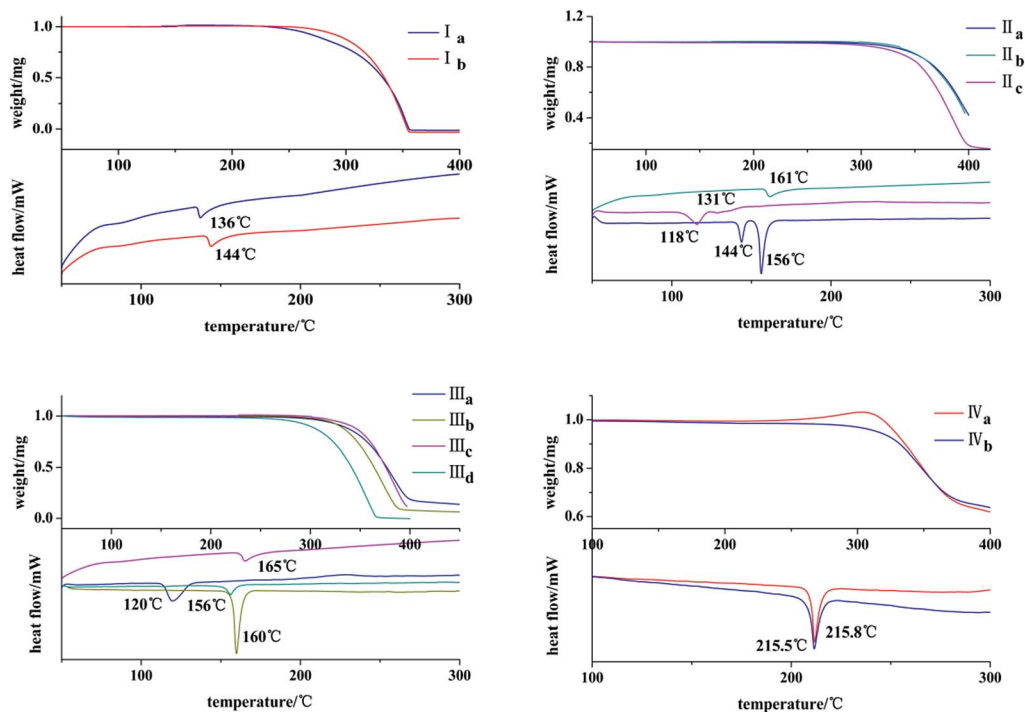 1.0
0.5
0.0
weight/mg
Ⅰa
Ⅰb
100
200
300
400
heat flow/mW
136℃
144℃
100
200
300
temperature/℃
1.2
0.8
0.4
weight/mg
Ⅱa
Ⅱb
Ⅱc
100
200
300
400
heat flow/mW
161℃
131℃
118℃
144℃
156℃
100
200
300
temperature/℃
1.0
0.5
0.0
weight/mg
Ⅲa
Ⅲb
Ⅲc
Ⅲd
100
200
300
400
heat flow/mW
165℃
120℃
156℃
160℃
100
200
300
temperature/℃
1.0
0.8
0.6
weight/mg
Ⅳa
Ⅳb
100
200
300
400
heat flow/mW
215.5℃
215.8℃
100
200
300
temperature/℃